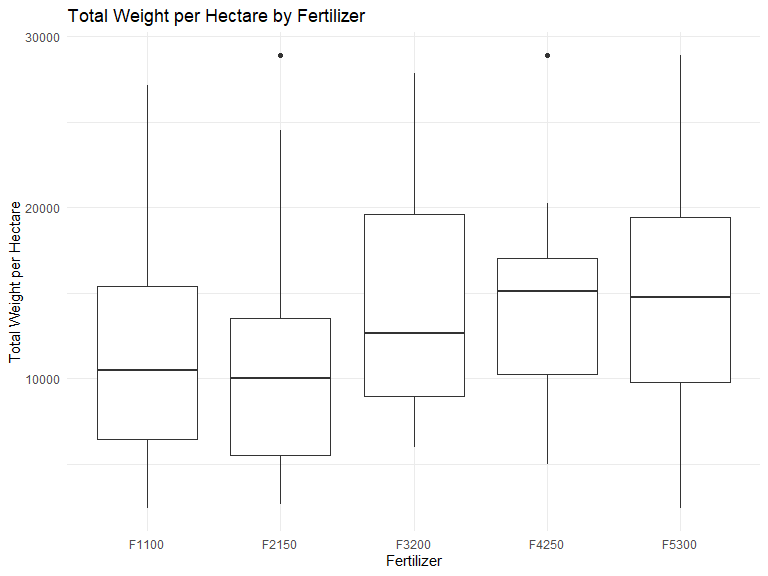 Total Weight per Hectare by Fertilizer
Total Weight per Hectare
30000
20000
10000
F1100 F2150 F3200 F4250 F5300
Fertilizer